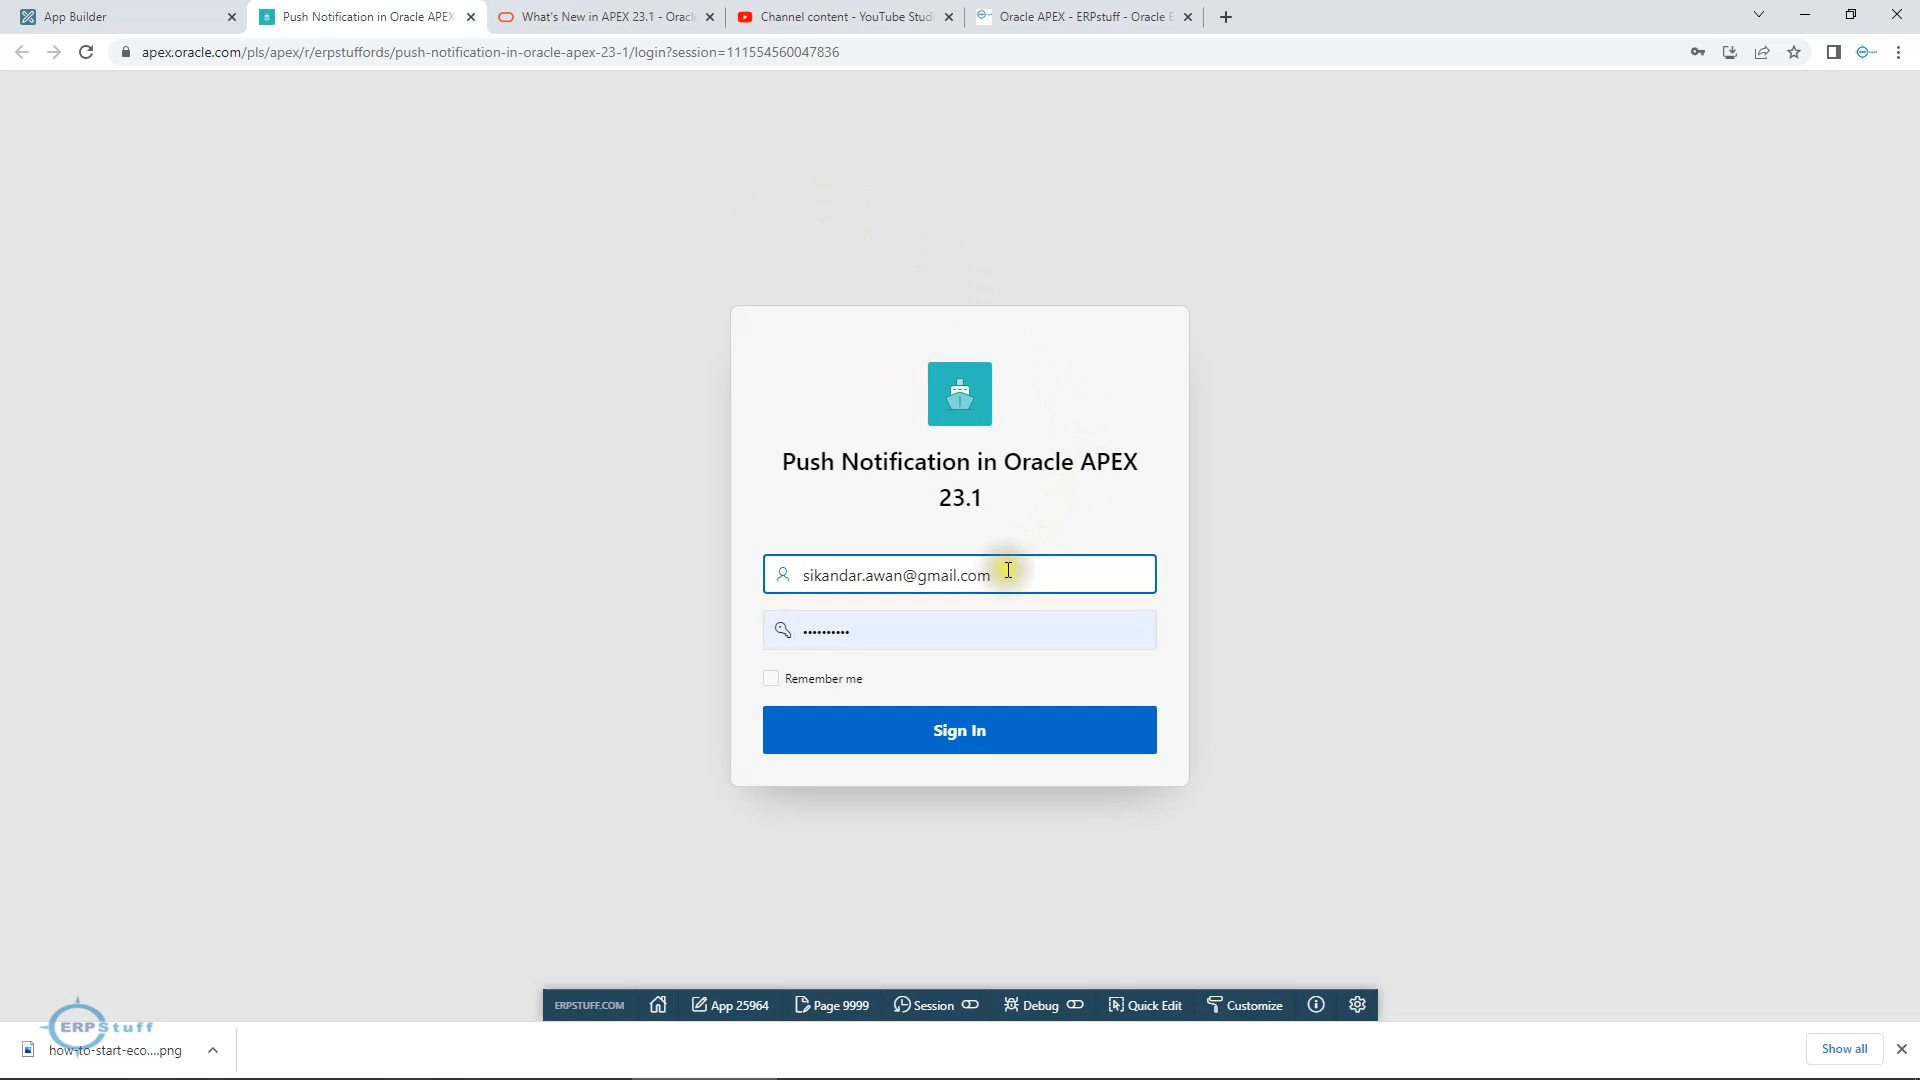 App Builder
Push Notification in Oracle APEX
What's New in APEX 23.1 - Oracl
Channel content - YouTube Studi
Oracle APEX - ERPstuff - Oracle E
apex.oracle.com/pls/apex/r/erpstuffords/push-notification-in-oracle-apex-23-1/login?session=111554560047836
Push Notification in Oracle APEX
23.1
sikandar.awan@gmail.com
••••••••••
Remember me
Sign In
ERPSTUFF.COM
App 25964
Page 9999
Session
Debug
Quick Edit
Customize
ERPStuff
how-to-start-eco....png
Show all